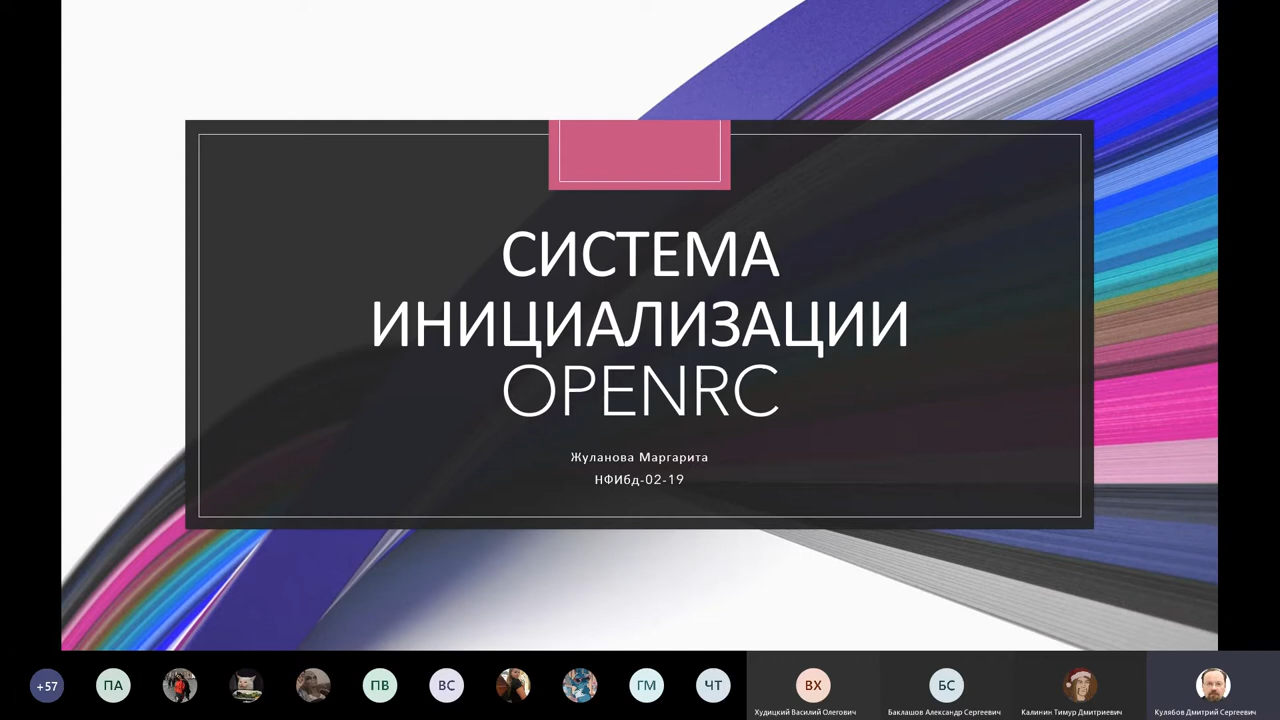 СИСТЕМА
ИНИЦИАЛИЗАЦИИ
OPENRC
Жуланова Маргарита
НФИбд-02-19
+57
ПА
ПВ
ВС
ГМ
ЧТ
ВХ
БС
Худицкий Василий Олегович
Баклашов Александр Сергеевич
Калинин Тимур Дмитриевич
Кулябов Дмитрий Сергеевич